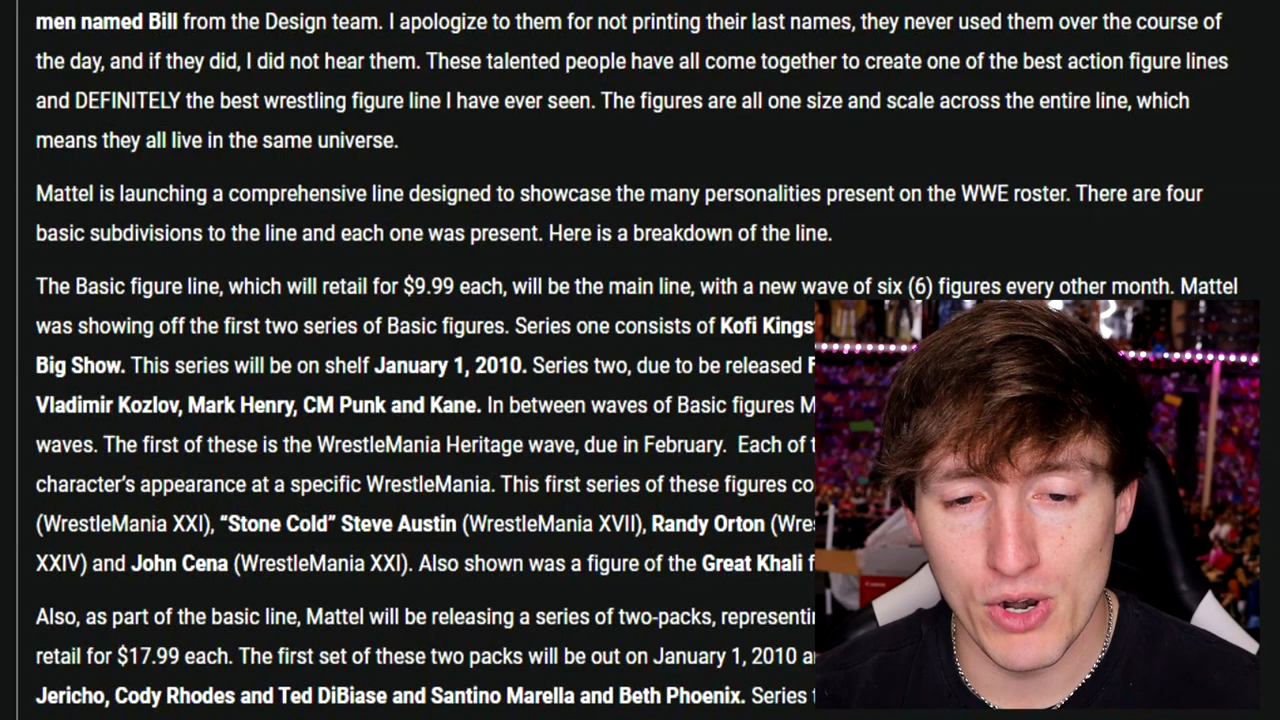 men named Bill from the Design team. I apologize to them for not printing their last names, they never used them over the course of
the day, and if they did, I did not hear them. These talented people have all come together to create one of the best action figure lines
and DEFINITELY the best wrestling figure line I have ever seen. The figures are all one size and scale across the entire line, which
means they all live in the same universe.
Mattel is launching a comprehensive line designed to showcase the many personalities present on the WWE roster. There are four
basic subdivisions to the line and each one was present. Here is a breakdown of the line.
The Basic figure line, which will retail for $9.99 each, will be the main line, with a new wave of six (6) figures every other month. Mattel
was showing off the first two series of Basic figures. Series one consists of Kofi
Big Show. This series will be on shelf January 1, 2010. Series two, due to be released
Vladimir Kozlov, Mark Henry, CM Punk and Kane. In between waves of Basic figures
waves. The first of these is the WrestleMania Heritage wave, due in February. Each of
character's appearance at a specific WrestleMania. This first series of these figures
(WrestleMania XXI), “Stone Cold” Steve Austin (WrestleMania XVII), Randy Orton
XXIV) and John Cena (WrestleMania XXI). Also shown was a figure of the Great Khali
Also, as part of the basic line, Mattel will be releasing a series of two-packs,
retail for $17.99 each. The first set of these two packs will be out on January 1, 2010
Jericho, Cody Rhodes and Ted DiBiase and Santino Marella and Beth Phoenix. Series